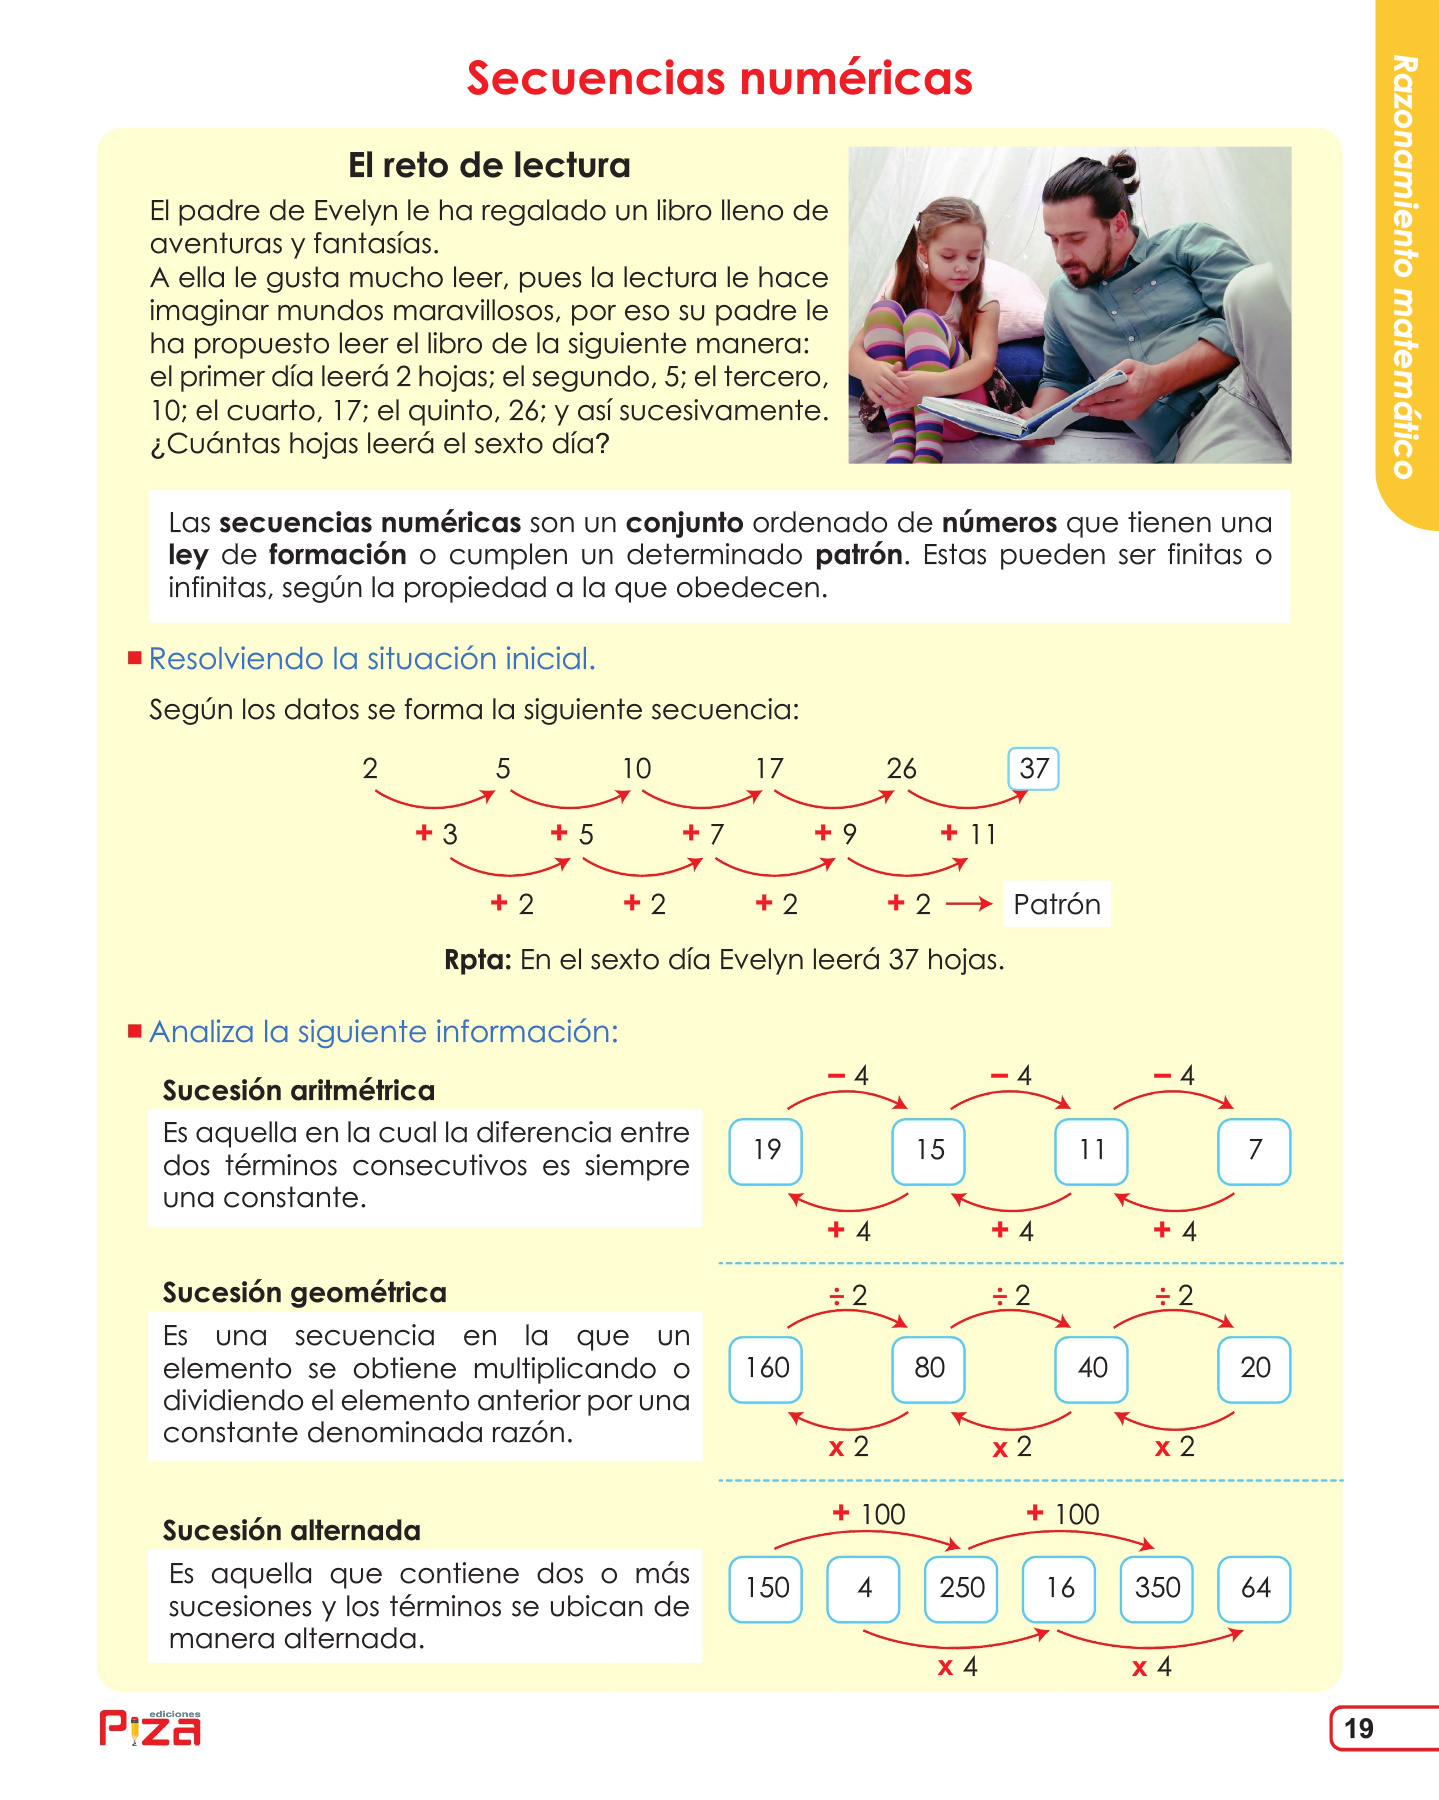 Secuencias numéricas
Razonamiento matemático
El reto de lectura
El padre de Evelyn le ha regalado un libro lleno de
aventuras y fantasías.
A ella le gusta mucho leer, pues la lectura le hace
imaginar mundos maravillosos, por eso su padre le
ha propuesto leer el libro de la siguiente manera:
el primer día leerá 2 hojas; el segundo, 5; el tercero,
10; el cuarto, 17; el quinto, 26; y así sucesivamente.
¿Cuántas hojas leerá el sexto día?
Las secuencias numéricas son un conjunto ordenado de números que tienen una
ley de formación o cumplen un determinado patrón. Estas pueden ser finitas o
infinitas, según la propiedad a la que obedecen.
Resolviendo la situación inicial.
Según los datos se forma la siguiente secuencia:
2 5 10 17 26 37
+ 3 + 5 + 7 + 9 + 11
+ 2 + 2 + 2 + 2 Patrón
Rpta: En el sexto día Evelyn leerá 37 hojas.
Analiza la siguiente información:
Sucesión aritmétrica
Es aquella en la cual la diferencia entre
dos términos consecutivos es siempre
una constante.
− 4 − 4 − 4
19 15 11 7
+ 4 + 4 + 4
Sucesión geométrica
Es una secuencia en la que un
elemento se obtiene multiplicando o
dividiendo el elemento anterior por una
constante denominada razón.
÷ 2 ÷ 2 ÷ 2
160 80 40 20
x 2 x 2 x 2
Sucesión alternada
Es aquella que contiene dos o más
sucesiones y los términos se ubican de
manera alternada.
+ 100 + 100
150 4 250 16 350 64
x 4 x 4
ediciones
Piza
19